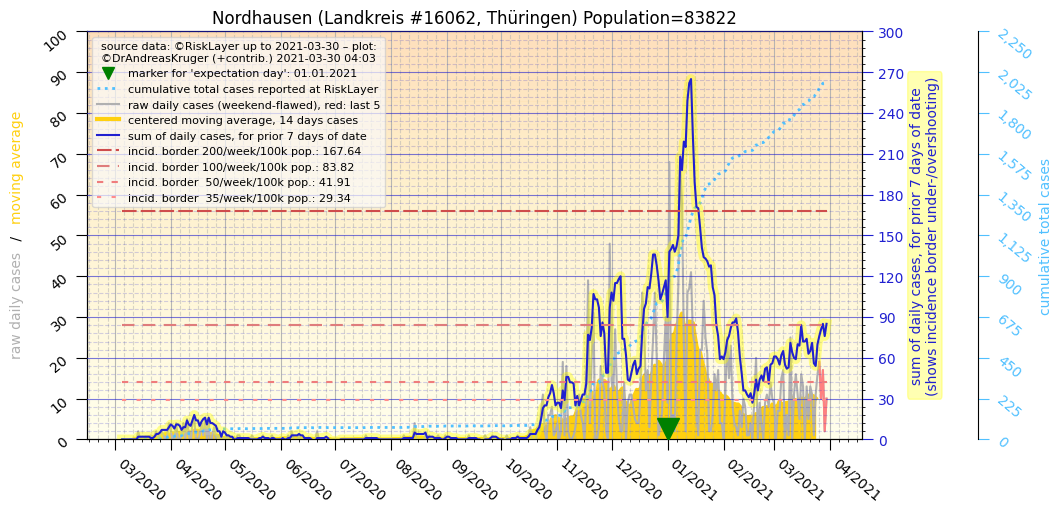 Nordhausen (Landkreis #16062, Thüringen) Population=83822
source data: ©RiskLayer up to 2021-03-30 – plot:
©DrAndreasKruger (+contrib.) 2021-03-30 04:03
marker for 'expectation day': 01.01.2021
cumulative total cases reported at RiskLayer
raw daily cases (weekend-flawed), red: last 5
centered moving average, 14 days cases
sum of daily cases, for prior 7 days of date
incid. border 200/week/100k pop.: 167.64
incid. border 100/week/100k pop.: 83.82
incid. border  50/week/100k pop.: 41.91
incid. border  35/week/100k pop.: 29.34
raw daily cases  /  moving average
100
90
80
70
60
50
40
30
20
10
0
03/2020
04/2020
05/2020
06/2020
07/2020
08/2020
09/2020
10/2020
11/2020
12/2020
01/2021
02/2021
03/2021
04/2021
300
270
240
210
180
150
120
90
60
30
0
sum of daily cases, for prior 7 days of date
(shows incidence border under-/overshooting)
2,250
2,025
1,800
1,575
1,350
1,125
900
675
450
225
0
cumulative total cases